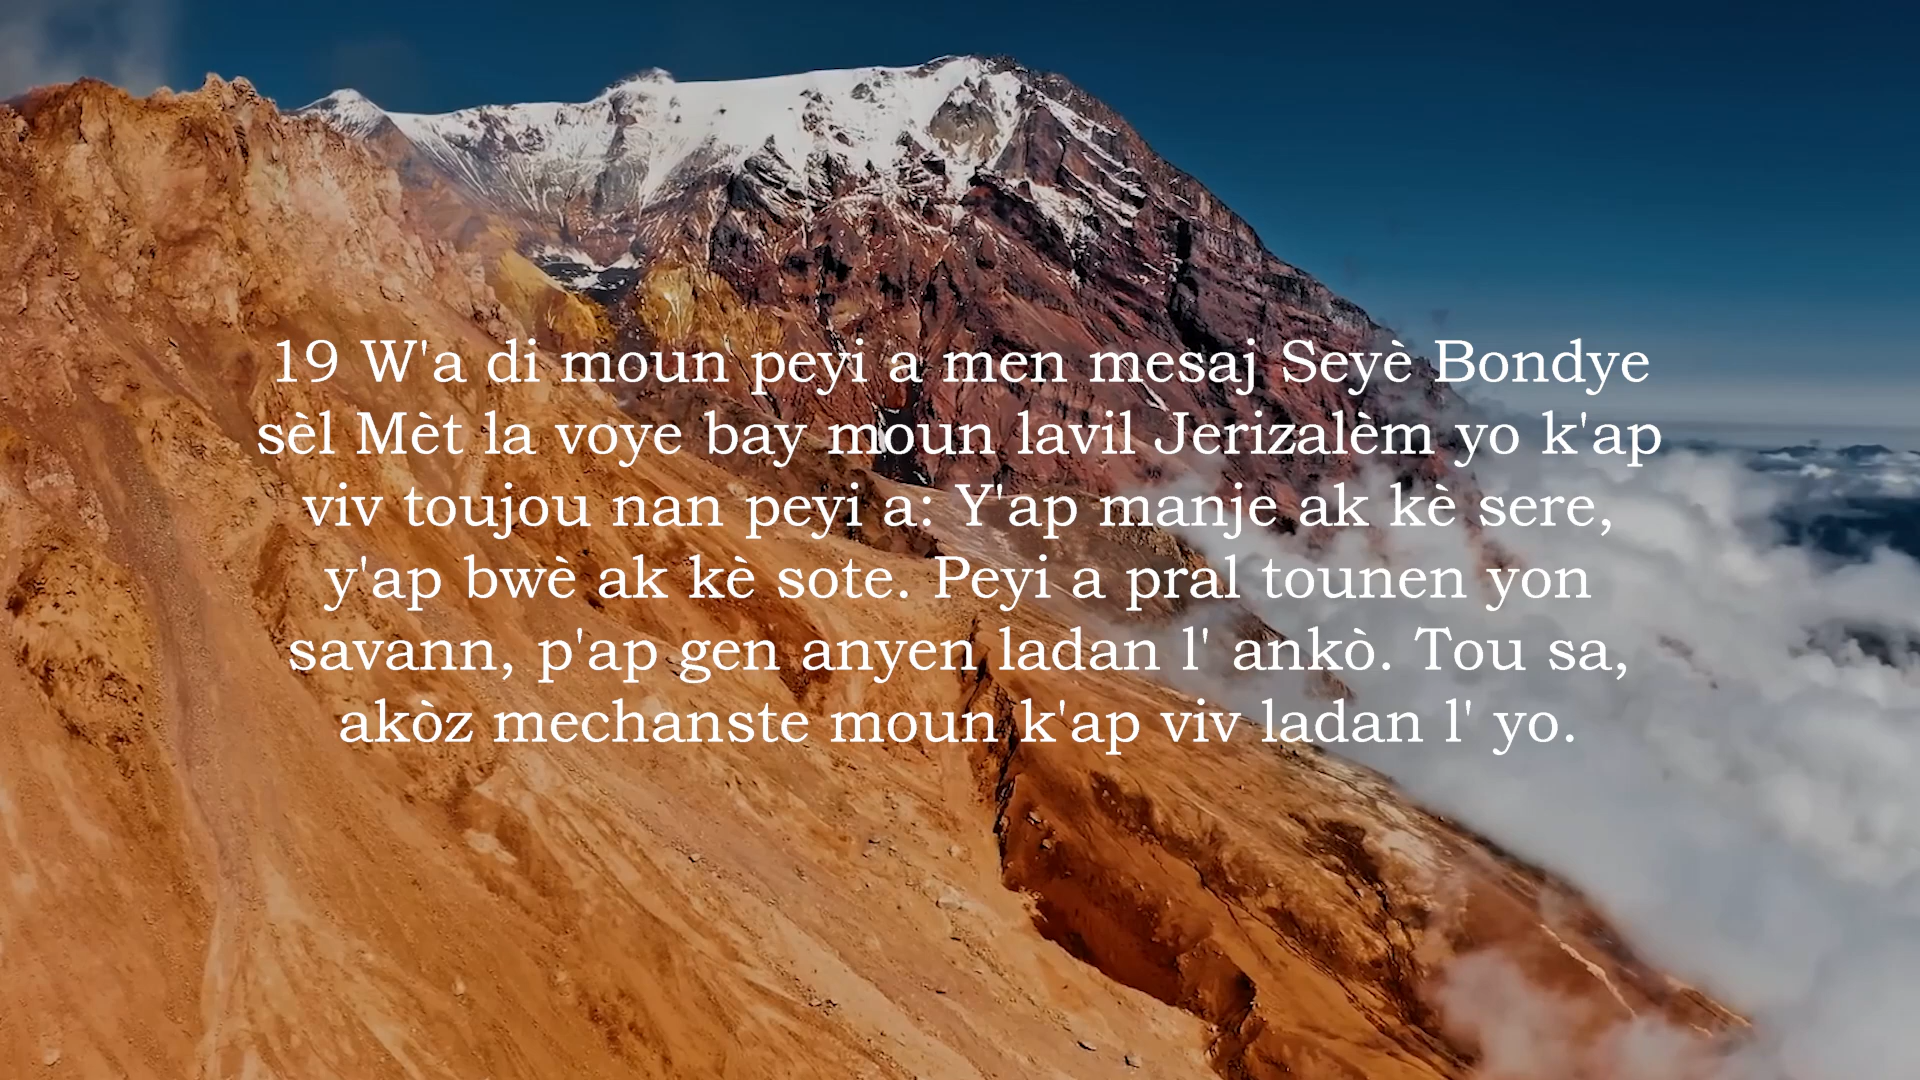 19 W'a di moun peyi a men mesaj Seyè Bondye
sèl Mèt la voye bay moun lavil Jerizalèm yo k'ap
viv toujou nan peyi a: Y'ap manje ak kè sere,
y'ap bwè ak kè sote. Peyi a pral tounen yon
savann, p'ap gen anyen ladan l' ankò. Tou sa,
akòz mechanste moun k'ap viv ladan l' yo.